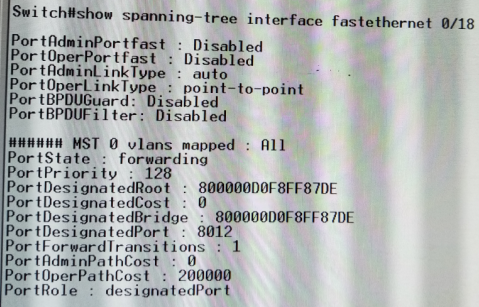 Switch#show spanning-tree interface fastethernet 0/18
PortAdminPortfast : Disabled
PortOperPortfast : Disabled
PortAdminLinkType : auto
PortOperLinkType : point-to-point
PortBPDUGuard: Disabled
PortBPDUFilter: Disabled
###### MST 0 vlans mapped : All
PortState : forwarding
PortPriority : 128
PortDesignatedRoot : 800000D0F8FF87DE
PortDesignatedCost : 0
PortDesignatedBridge : 800000D0F8FF87DE
PortDesignatedPort : 8012
PortForwardTransitions : 1
PortAdminPathCost : 0
PortOperPathCost : 200000
PortRole : designatedPort